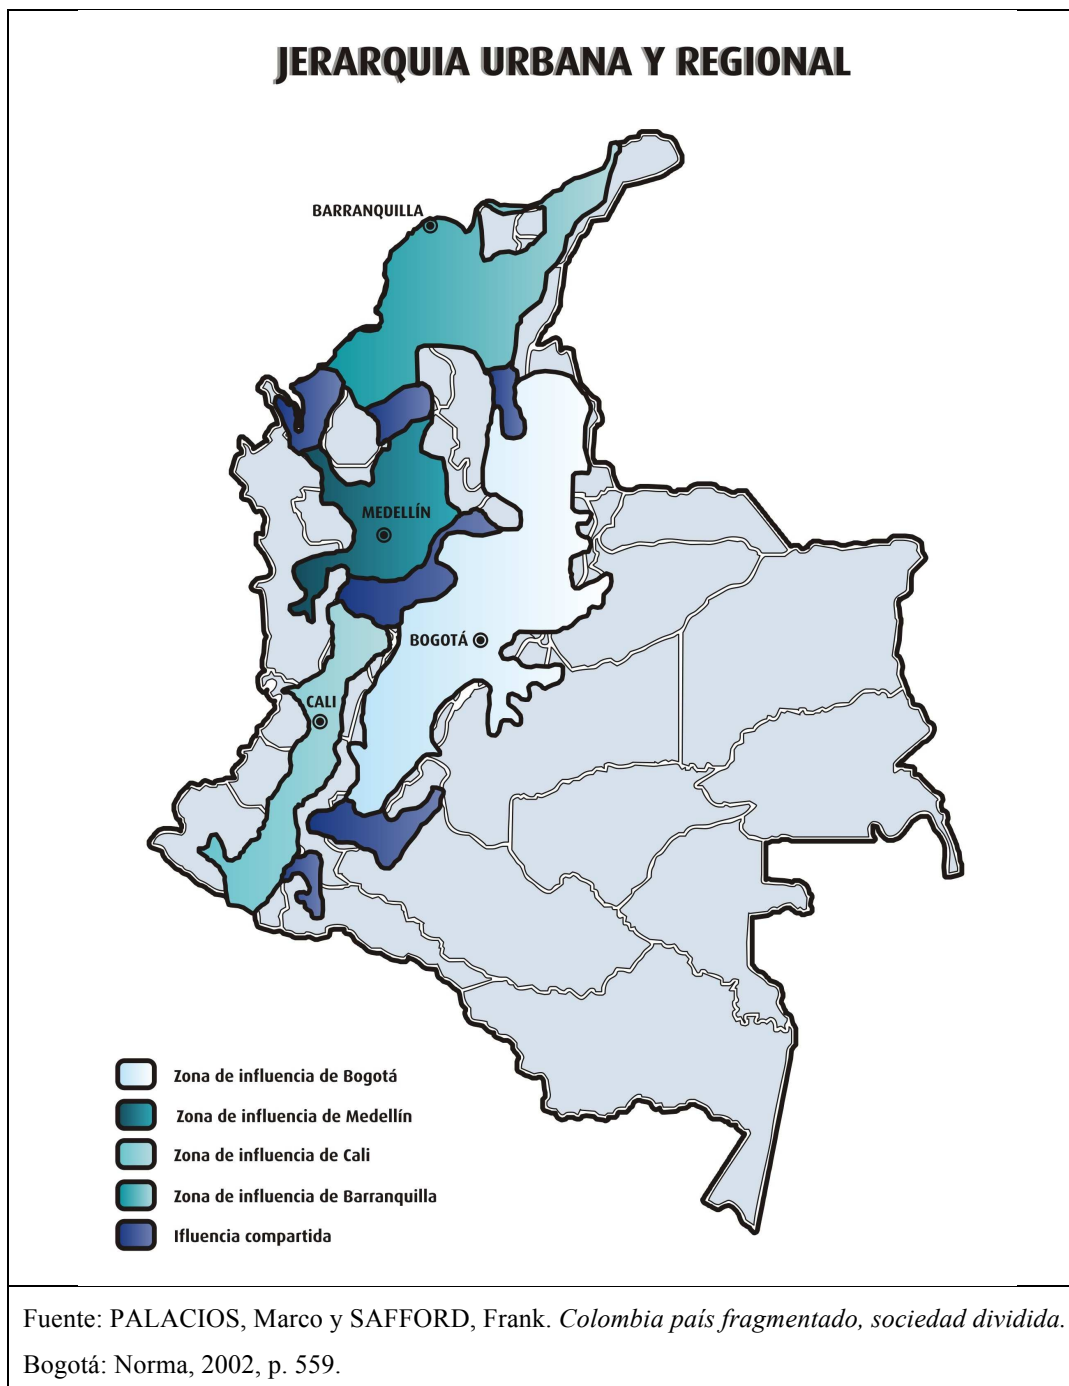 JERARQUIA URBANA Y REGIONAL
BARRANQUILLA
MEDELLÍN
BOGOTÁ
CALI
Zona de influencia de Bogotá
Zona de influencia de Medellín
Zona de influencia de Cali
Zona de influencia de Barranquilla
Ifluencia compartida
Fuente: PALACIOS, Marco y SAFFORD, Frank. Colombia país fragmentado, sociedad dividida.
Bogotá: Norma, 2002, p. 559.